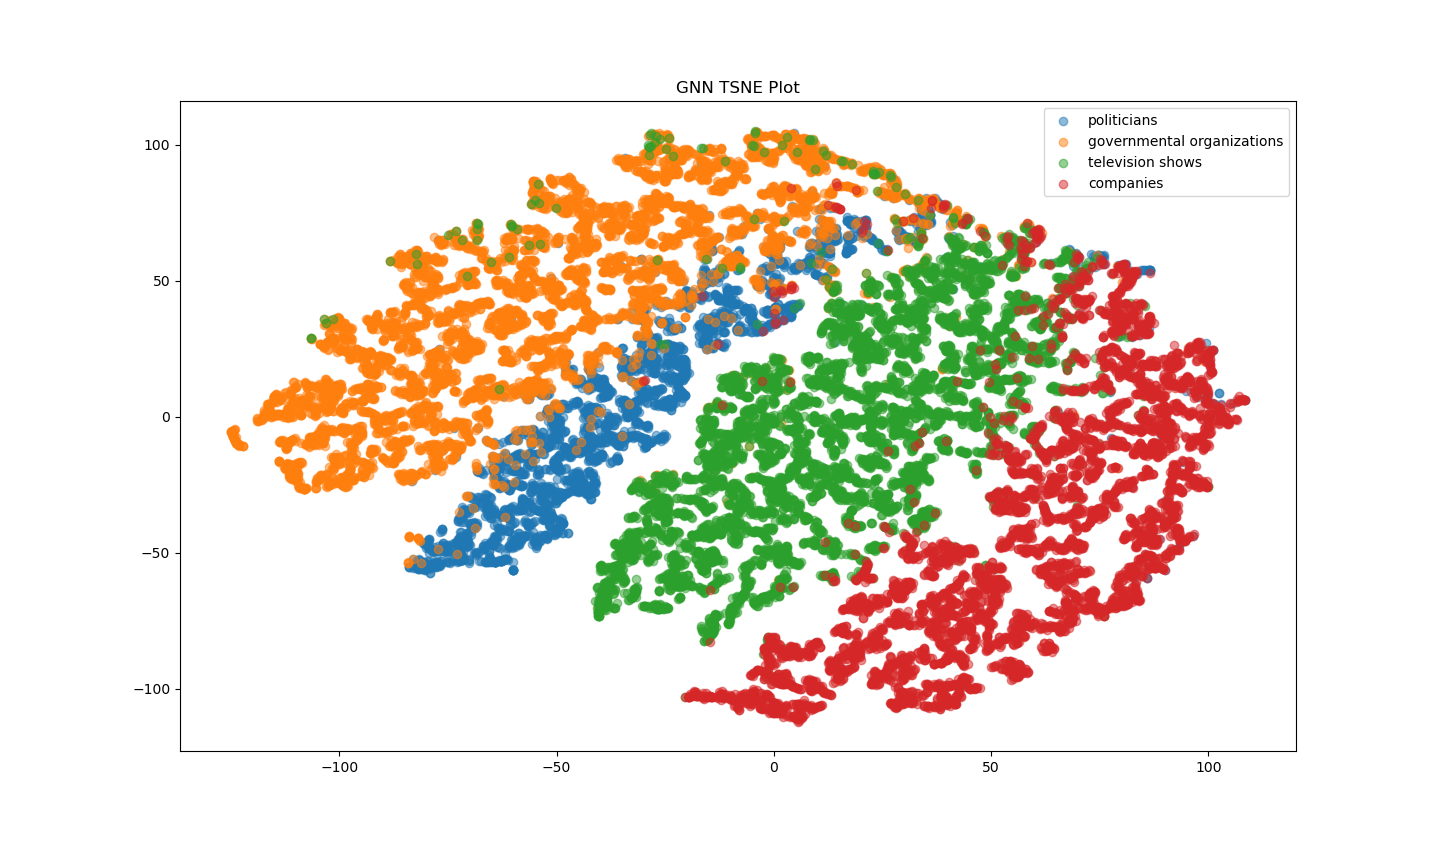 GNN TSNE Plot
politicians
governmental organizations
television shows
companies
100
50
0
−50
−100
−100 −50 0 50 100